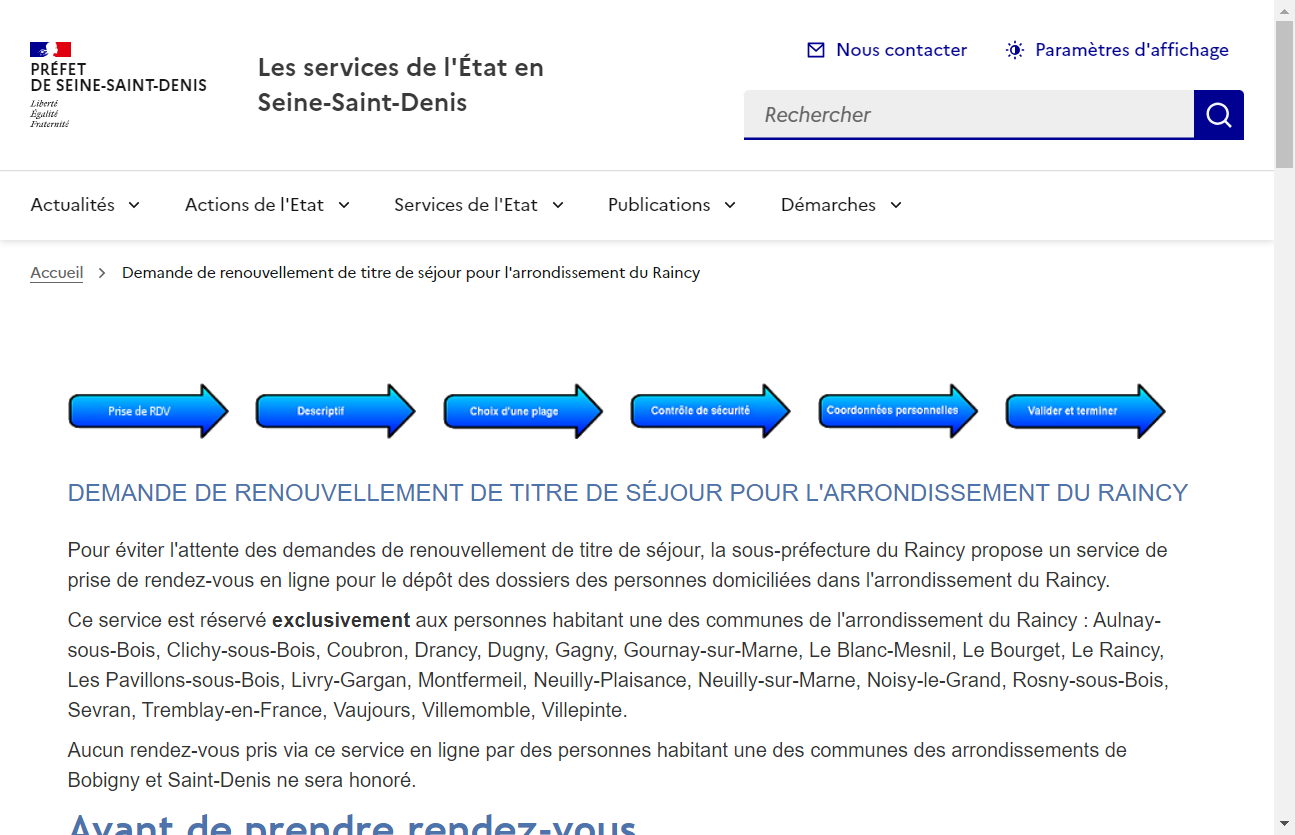 PRÉFET
DE SEINE-SAINT-DENIS
Liberté
Égalité
Fraternité
Les services de l'État en
Seine-Saint-Denis
Nous contacter
Paramètres d'affichage
Rechercher
Actualités
Actions de l'Etat
Services de l'Etat
Publications
Démarches
Accueil
Demande de renouvellement de titre de séjour pour l'arrondissement du Raincy
Prise de RDV
Descriptif
Choix d'une plage
Contrôle de sécurité
Coordonnées personnelles
Valider et terminer
DEMANDE DE RENOUVELLEMENT DE TITRE DE SÉJOUR POUR L'ARRONDISSEMENT DU RAINCY
Pour éviter l'attente des demandes de renouvellement de titre de séjour, la sous-préfecture du Raincy propose un service de
prise de rendez-vous en ligne pour le dépôt des dossiers des personnes domiciliées dans l'arrondissement du Raincy.
Ce service est réservé exclusivement aux personnes habitant une des communes de l'arrondissement du Raincy : Aulnay-
sous-Bois, Clichy-sous-Bois, Coubron, Drancy, Dugny, Gagny, Gournay-sur-Marne, Le Blanc-Mesnil, Le Bourget, Le Raincy,
Les Pavillons-sous-Bois, Livry-Gargan, Montfermeil, Neuilly-Plaisance, Neuilly-sur-Marne, Noisy-le-Grand, Rosny-sous-Bois,
Sevran, Tremblay-en-France, Vaujours, Villemomble, Villepinte.
Aucun rendez-vous pris via ce service en ligne par des personnes habitant une des communes des arrondissements de
Bobigny et Saint-Denis ne sera honoré.
Avant de prendre rendez-vous